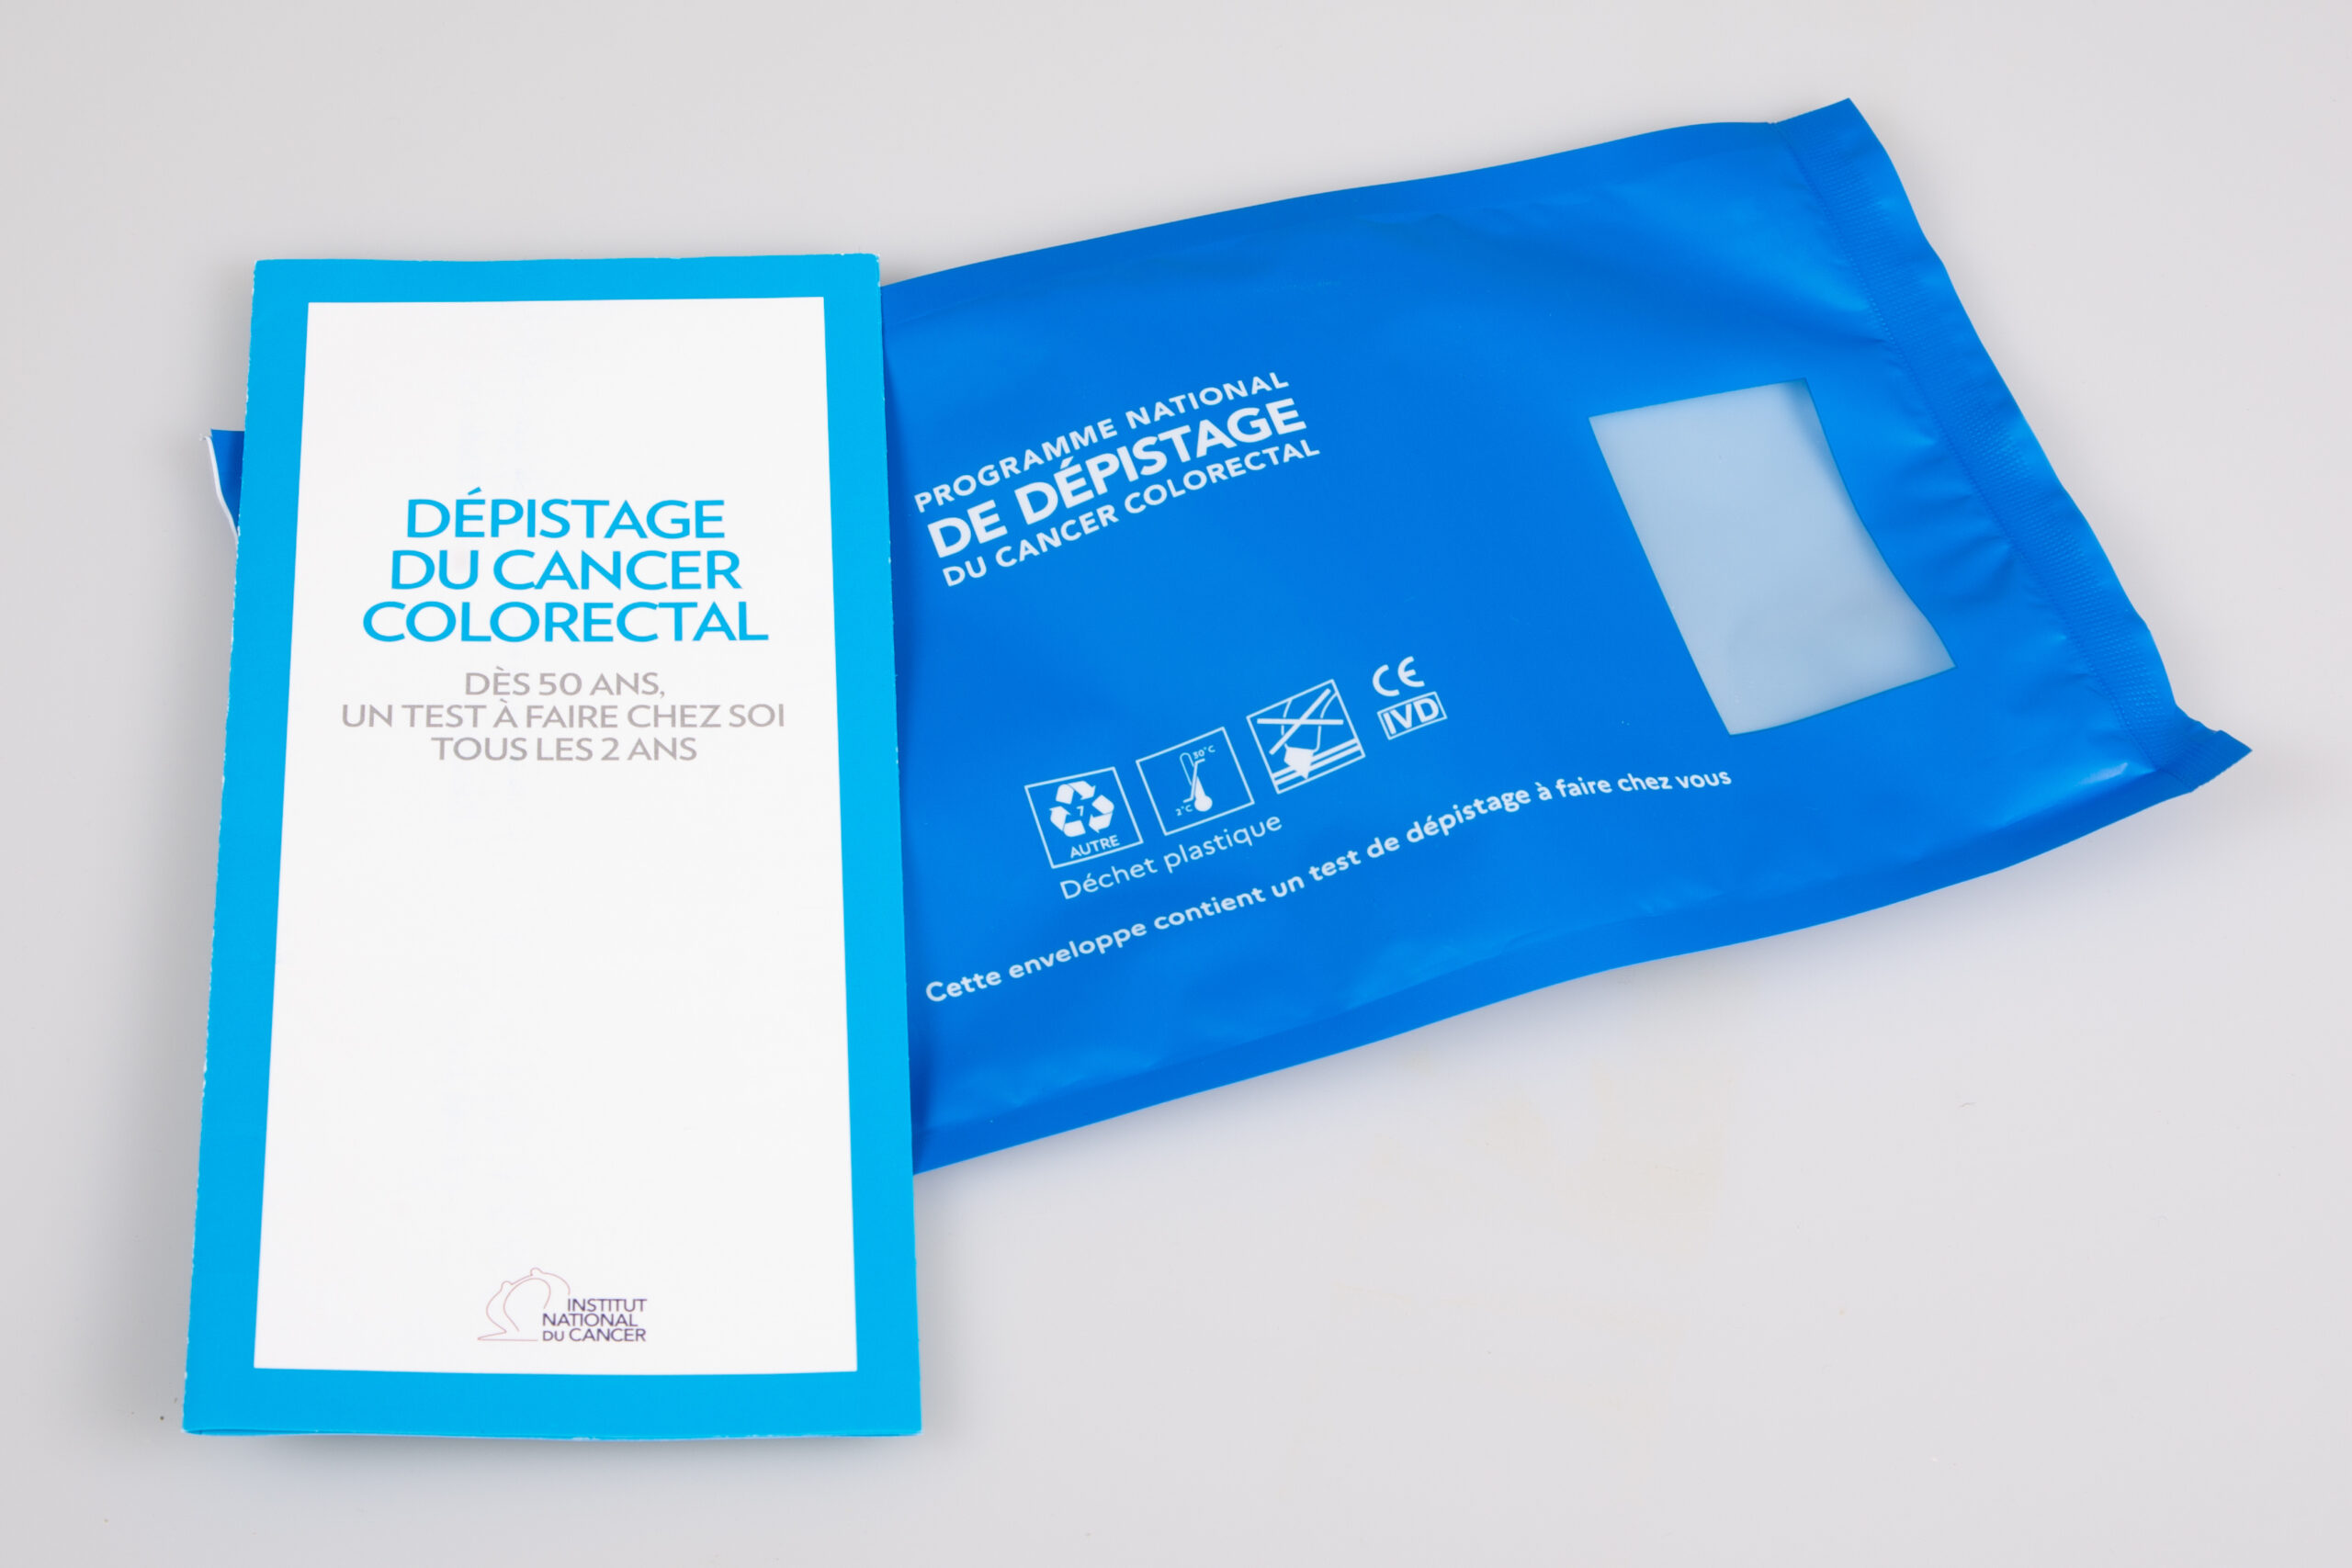 DÉPISTAGE
DU CANCER
COLORECTAL
DÈS 50 ANS,
UN TEST À FAIRE CHEZ SOI
TOUS LES 2 ANS
INSTITUT
NATIONAL
DU CANCER
PROGRAMME NATIONAL
DE DÉPISTAGE
DU CANCER COLORECTAL
7
AUTRE
30°C
2°C
CE
IVD
Déchet plastique
Cette enveloppe contient un test de dépistage à faire chez vous